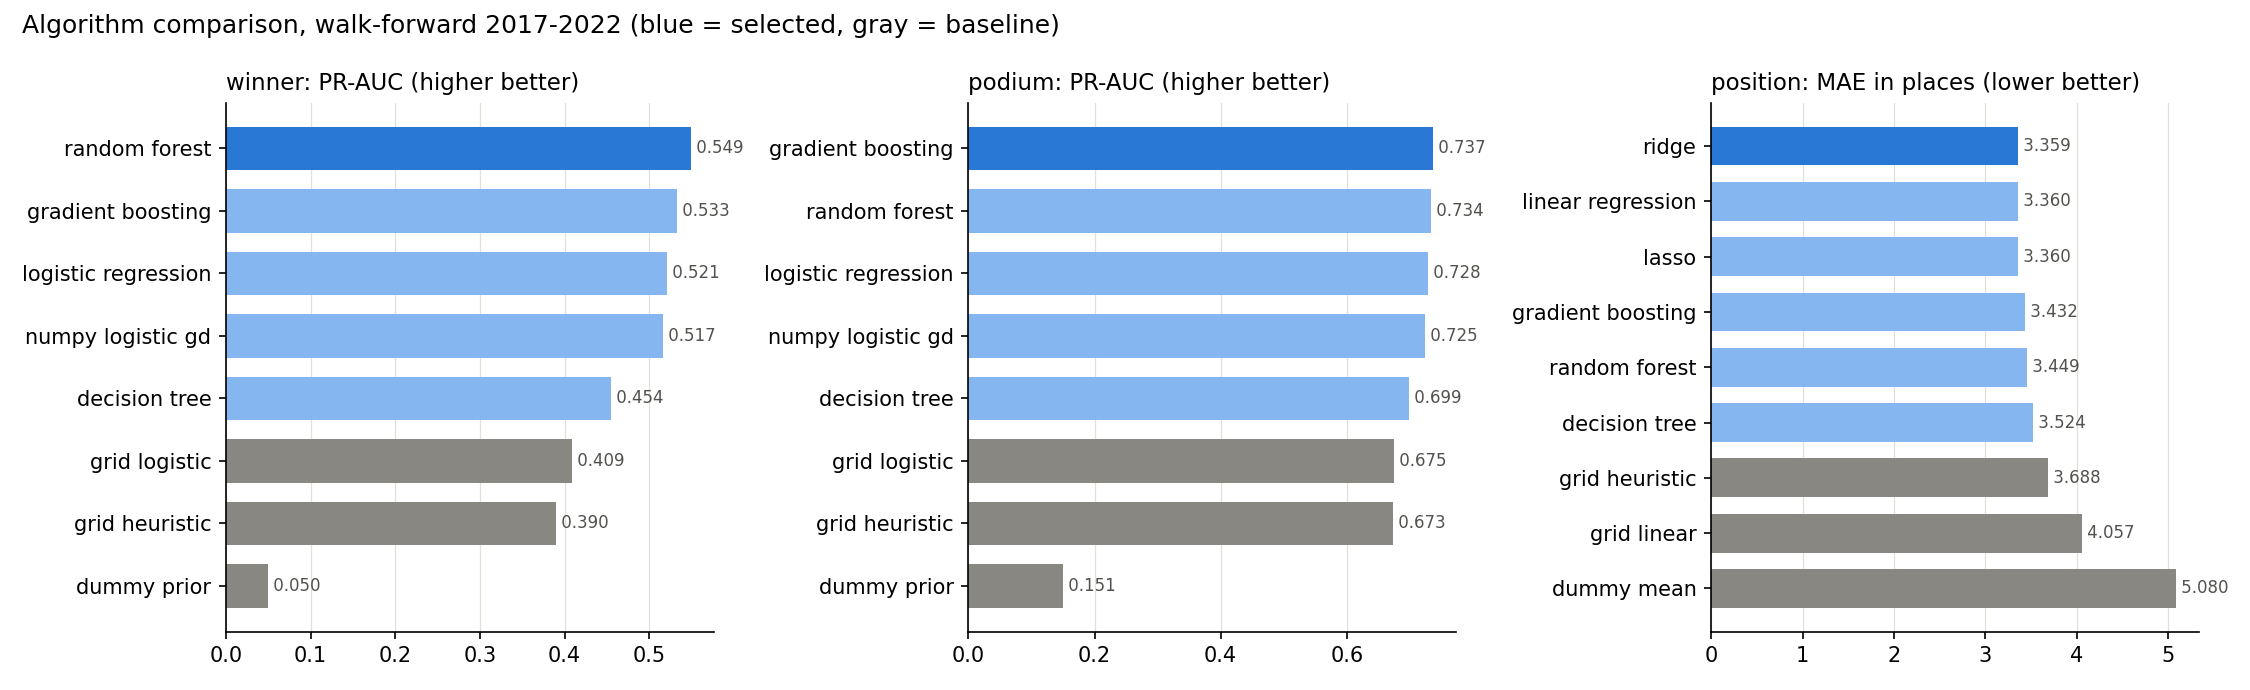 Algorithm comparison, walk-forward 2017-2022 (blue = selected, gray = baseline)
winner: PR-AUC (higher better)
random forest 0.549
gradient boosting 0.533
logistic regression 0.521
numpy logistic gd 0.517
decision tree 0.454
grid logistic 0.409
grid heuristic 0.390
dummy prior 0.050
0.0 0.1 0.2 0.3 0.4 0.5
podium: PR-AUC (higher better)
gradient boosting 0.737
random forest 0.734
logistic regression 0.728
numpy logistic gd 0.725
decision tree 0.699
grid logistic 0.675
grid heuristic 0.673
dummy prior 0.151
0.0 0.2 0.4 0.6
position: MAE in places (lower better)
ridge 3.359
linear regression 3.360
lasso 3.360
gradient boosting 3.432
random forest 3.449
decision tree 3.524
grid heuristic 3.688
grid linear 4.057
dummy mean 5.080
0 1 2 3 4 5